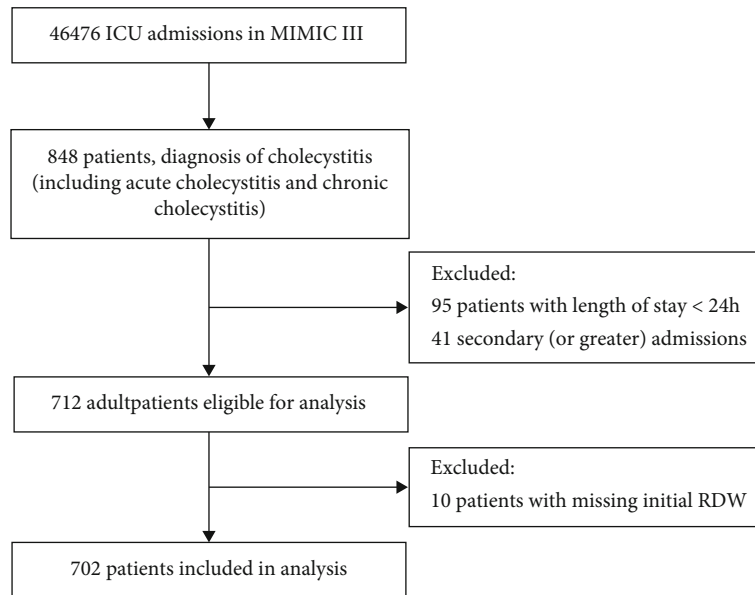 46476 ICU admissions in MIMIC III
848 patients, diagnosis of cholecystitis
(including acute cholecystitis and chronic
cholecystitis)
Excluded:
95 patients with length of stay < 24h
41 secondary (or greater) admissions
712 adultpatients eligible for analysis
Excluded:
10 patients with missing initial RDW
702 patients included in analysis